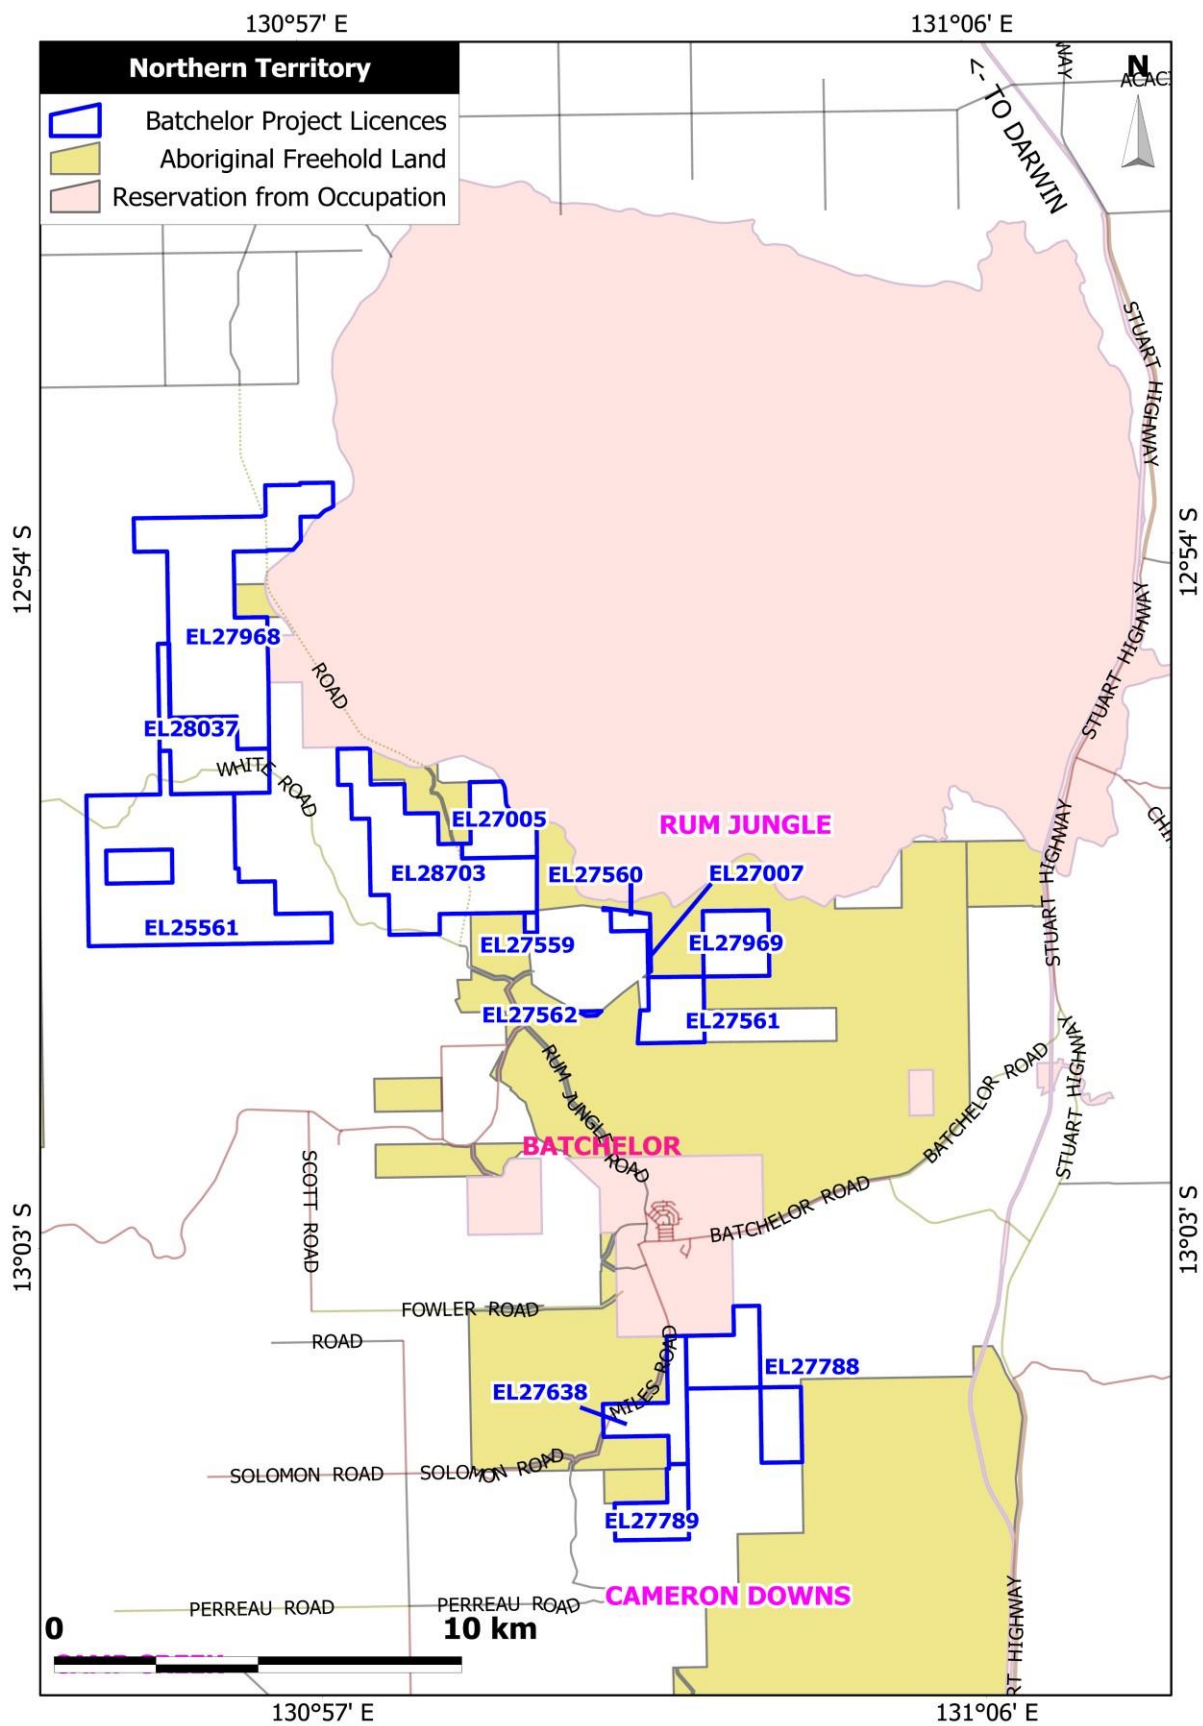 130°57' E
131°06' E
Northern Territory
Batchelor Project Licences
Aboriginal Freehold Land
Reservation from Occupation
<- TO DARWIN
N
STUART HIGHWAY
12°54' S
12°54' S
STUART HIGHWAY
EL27968
ROAD
EL28037
WHITE ROAD
EL27005
RUM JUNGLE
STUART HIGHWAY
EL28703
EL27560
EL27007
EL25561
EL27559
EL27969
EL27562
EL27561
RUM JUNGLE ROAD
BATCHELOR ROAD
STUART HIGHWAY
BATCHELOR
SCOTT ROAD
BATCHELOR ROAD
13°03' S
13°03' S
FOWLER ROAD
ROAD
MILES ROAD
EL27788
EL27638
SOLOMON ROAD
SOLOMON ROAD
EL27789
CAMERON DOWNS
PERREAU ROAD
PERREAU ROAD
HIGHWAY
0
10 km
130°57' E
131°06' E